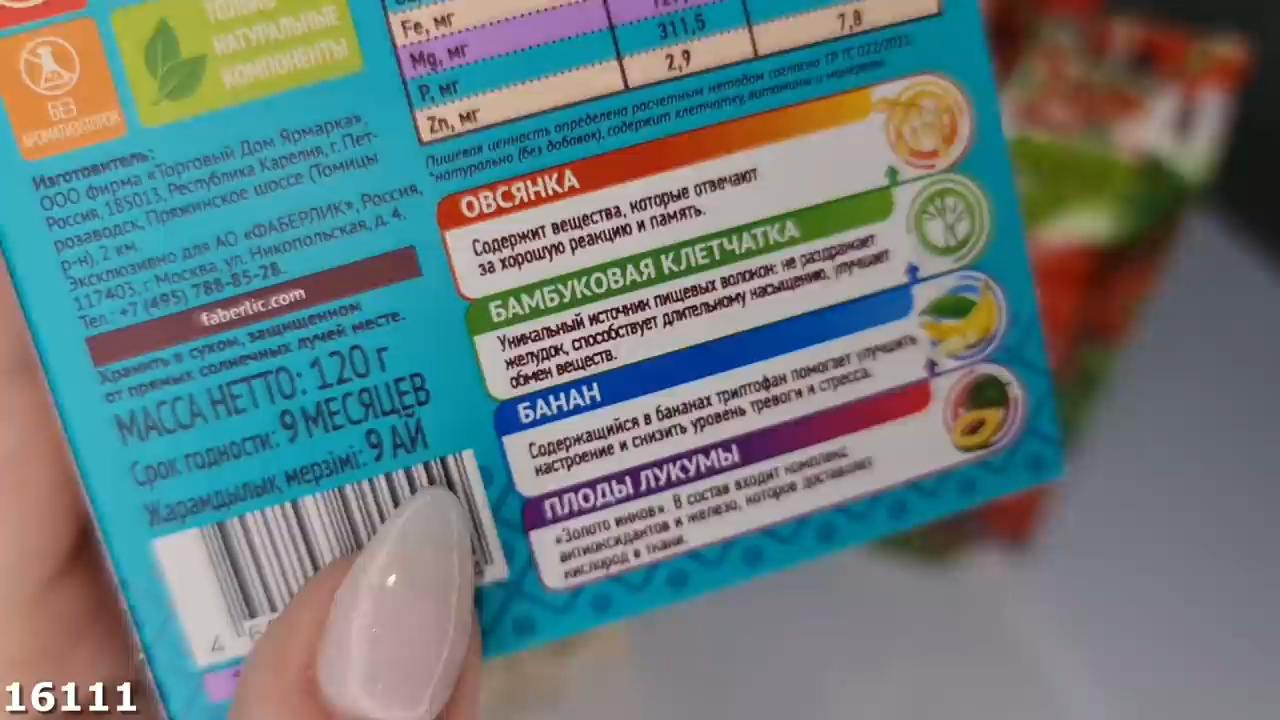 НАТУРАЛЬНЫЕ
КОМПОНЕНТЫ
БЕЗ
АРОМАТИЗАТОРОВ
Fe, мг
Mg, мг
311,5
7,8
P, мг
2,9
Zn, мг
Пищевая ценность определена расчетным методом согласно ТР ТС 022/2011.
*натурально (без добавок), содержит клетчатку, витамины и минералы.
Изготовитель:
ООО фирма «Торговый Дом Ярмарка»,
Россия, 185013, Республика Карелия, г. Пет-
розаводск, Пряжинское шоссе (Томицы
р-н), 2 км.
Эксклюзивно для АО «ФАБЕРЛИК», Россия,
117403, г. Москва, ул. Никопольская, д. 4.
Тел.: +7 (495) 788-85-28.
faberlic.com
Хранить в сухом, защищенном
от прямых солнечных лучей месте.
МАССА НЕТТО: 120 г
Срок годности: 9 МЕСЯЦЕВ
Жарамдылық мерзімі: 9 АЙ
ОВСЯНКА
Содержит вещества, которые отвечают
за хорошую реакцию и память.
БАМБУКОВАЯ КЛЕТЧАТКА
Уникальный источник пищевых волокон: не раздражает
желудок, способствует длительному насыщению, улучшает
обмен веществ.
БАНАН
Содержащийся в бананах триптофан помогает улучшить
настроение и снизить уровень тревоги и стресса.
ПЛОДЫ ЛУКУМЫ
«Золото инков». В состав входит комплекс
антиоксидантов и железо, которое доставляет
кислород в ткани.
16111